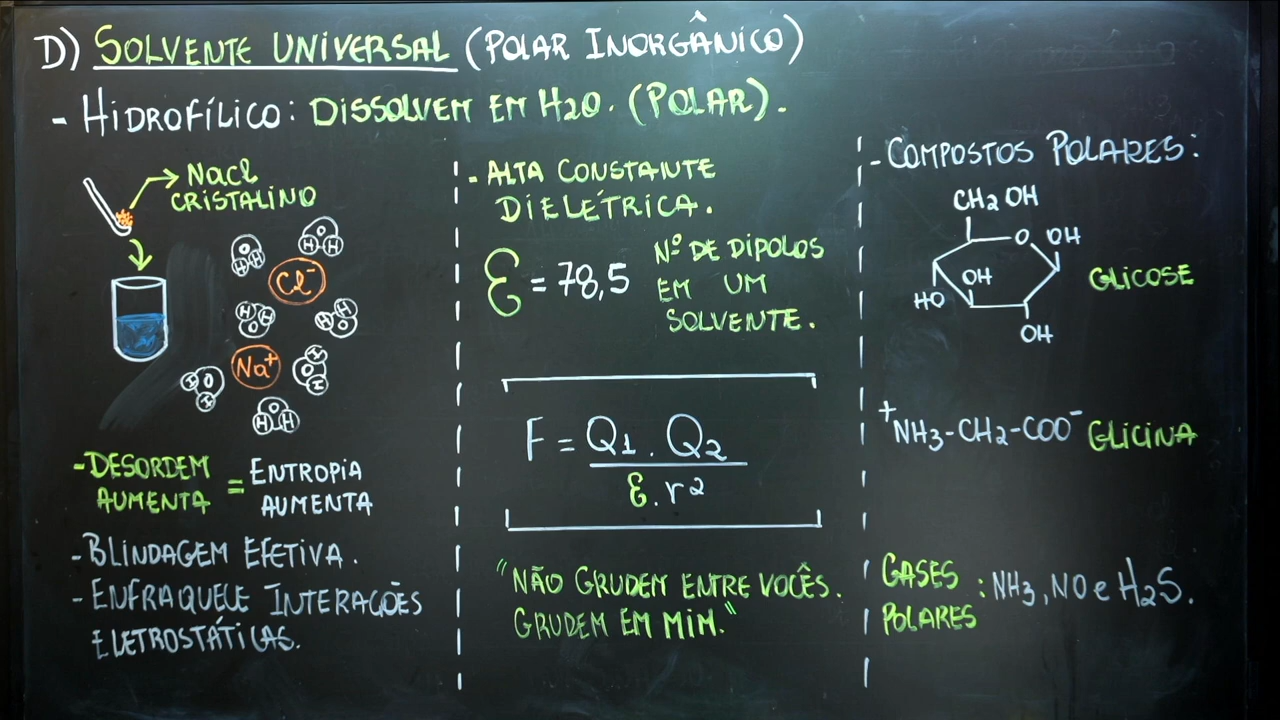 D) SOLVENTE UNIVERSAL (POLAR INORGÂNICO)
- HIDROFÍLICO: DISSOLVEM EM H2O. (POLAR).
NaCl
CRISTALINO
O
H H
O
H H
Cl⁻
H H
O
H
H O
Na⁺
O
H
H
O
H
H
O
H H
- DESORDEM AUMENTA = ENTROPIA AUMENTA
- BLINDAGEM EFETIVA.
- ENFRAQUECE INTERAÇÕES
ELETROSTÁTICAS.
- ALTA CONSTANTE
DIELÉTRICA.
Ɛ = 78,5
Nº DE DIPOLOS
EM UM
SOLVENTE.
F = Q1 . Q2
Ɛ . r²
"NÃO GRUDEM ENTRE VOCÊS.
GRUDEM EM MIM."
- COMPOSTOS POLARES:
CH2 OH
O OH
OH
HO
OH
GLICOSE
⁺NH3-CH2-COO⁻ GLICINA
GASES
POLARES : NH3, NO e H2S.